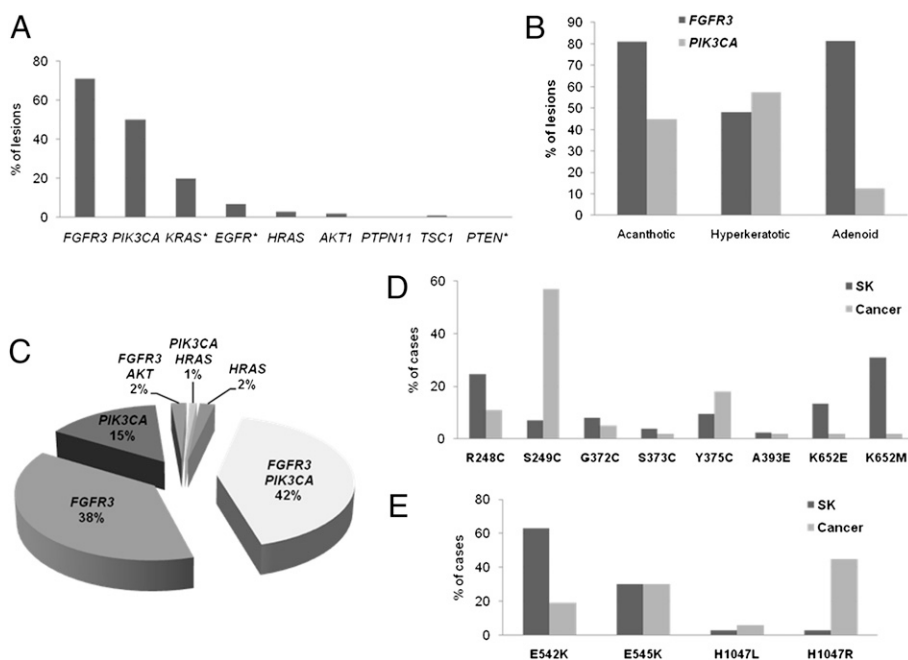 A
% of lesions
80
60
40
20
0
FGFR3 PIK3CA KRAS* EGFR* HRAS AKT1 PTPN11 TSC1 PTEN*
B
FGFR3
PIK3CA
% of lesions
90
80
70
60
50
40
30
20
10
0
Acanthotic Hyperkeratotic Adenoid
C
PIK3CA
HRAS
1%
FGFR3
AKT
2%
HRAS
2%
PIK3CA
15%
FGFR3
PIK3CA
42%
FGFR3
38%
D
SK
Cancer
% of cases
60
40
20
0
R248C S249C G372C S373C Y375C A393E K652E K652M
E
SK
Cancer
% of cases
80
60
40
20
0
E542K E545K H1047L H1047R